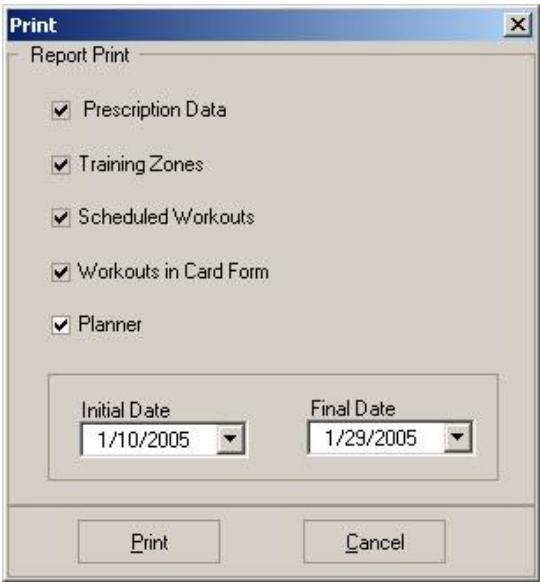 Print
Report Print
Prescription Data
Training Zones
Scheduled Workouts
Workouts in Card Form
Planner
Initial Date Final Date
1/10/2005 1/29/2005
Print Cancel